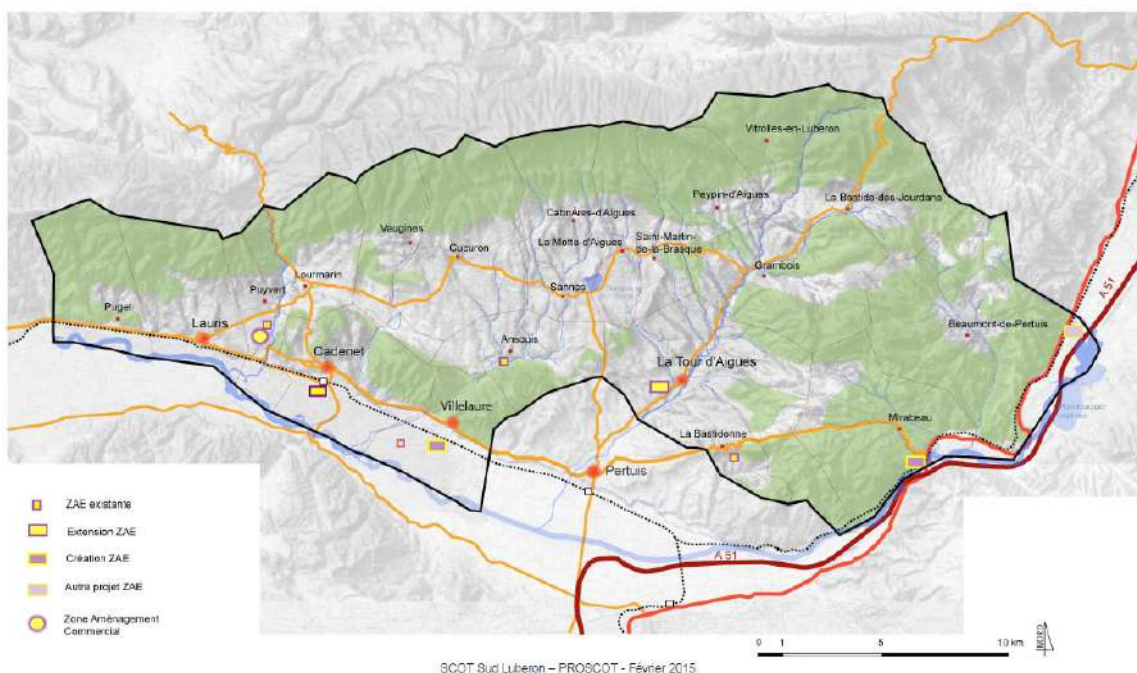 Vitrolles-en-Luberon
Peypin-d'Aigues
La Bastide-des-Jourdans
Cabrières-d'Aigues
Vaugines
La Motte-d'Aigues
Saint-Martin-
de-la-Brasque
Cucuron
Grambois
Lourmarin
Sannes
Puyvert
Puget
A 51
Lauris
Beaumont-de-Pertuis
Ansouis
Cadenet
La Tour d'Aigues
Villelaure
Mirabeau
La Bastidonne
Pertuis
A 51
ZAE existante
Extension ZAE
Création ZAE
Autre projet ZAE
Zone Aménagement
Commercial
0 1 5 10 km
NORD
SCOT Sud Luberon – PROSCOT - Février 2015